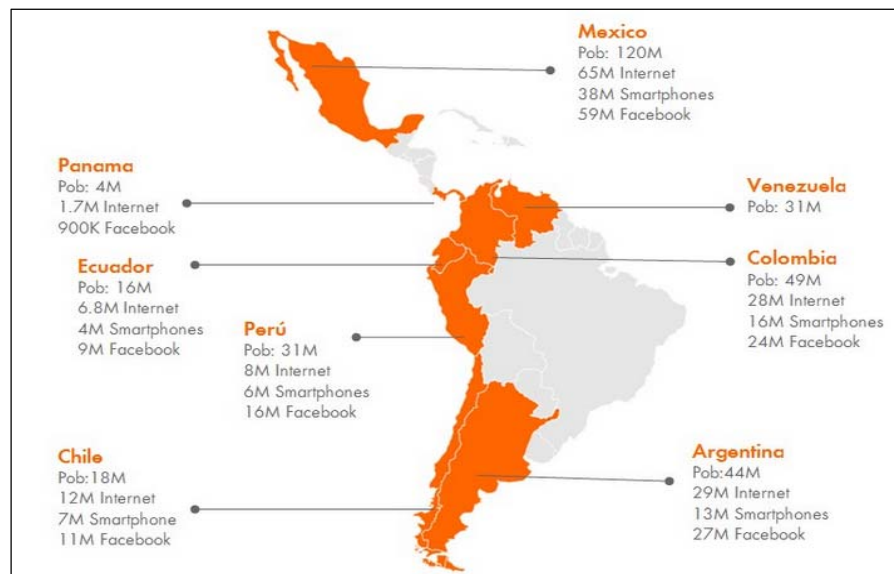 Mexico
Pob: 120M
65M Internet
38M Smartphones
59M Facebook
Panama
Pob: 4M
1.7M Internet
900K Facebook
Venezuela
Pob: 31M
Ecuador
Pob: 16M
6.8M Internet
4M Smartphones
9M Facebook
Colombia
Pob: 49M
28M Internet
16M Smartphones
24M Facebook
Perú
Pob: 31M
8M Internet
6M Smartphones
16M Facebook
Chile
Pob:18M
12M Internet
7M Smartphone
11M Facebook
Argentina
Pob:44M
29M Internet
13M Smartphones
27M Facebook